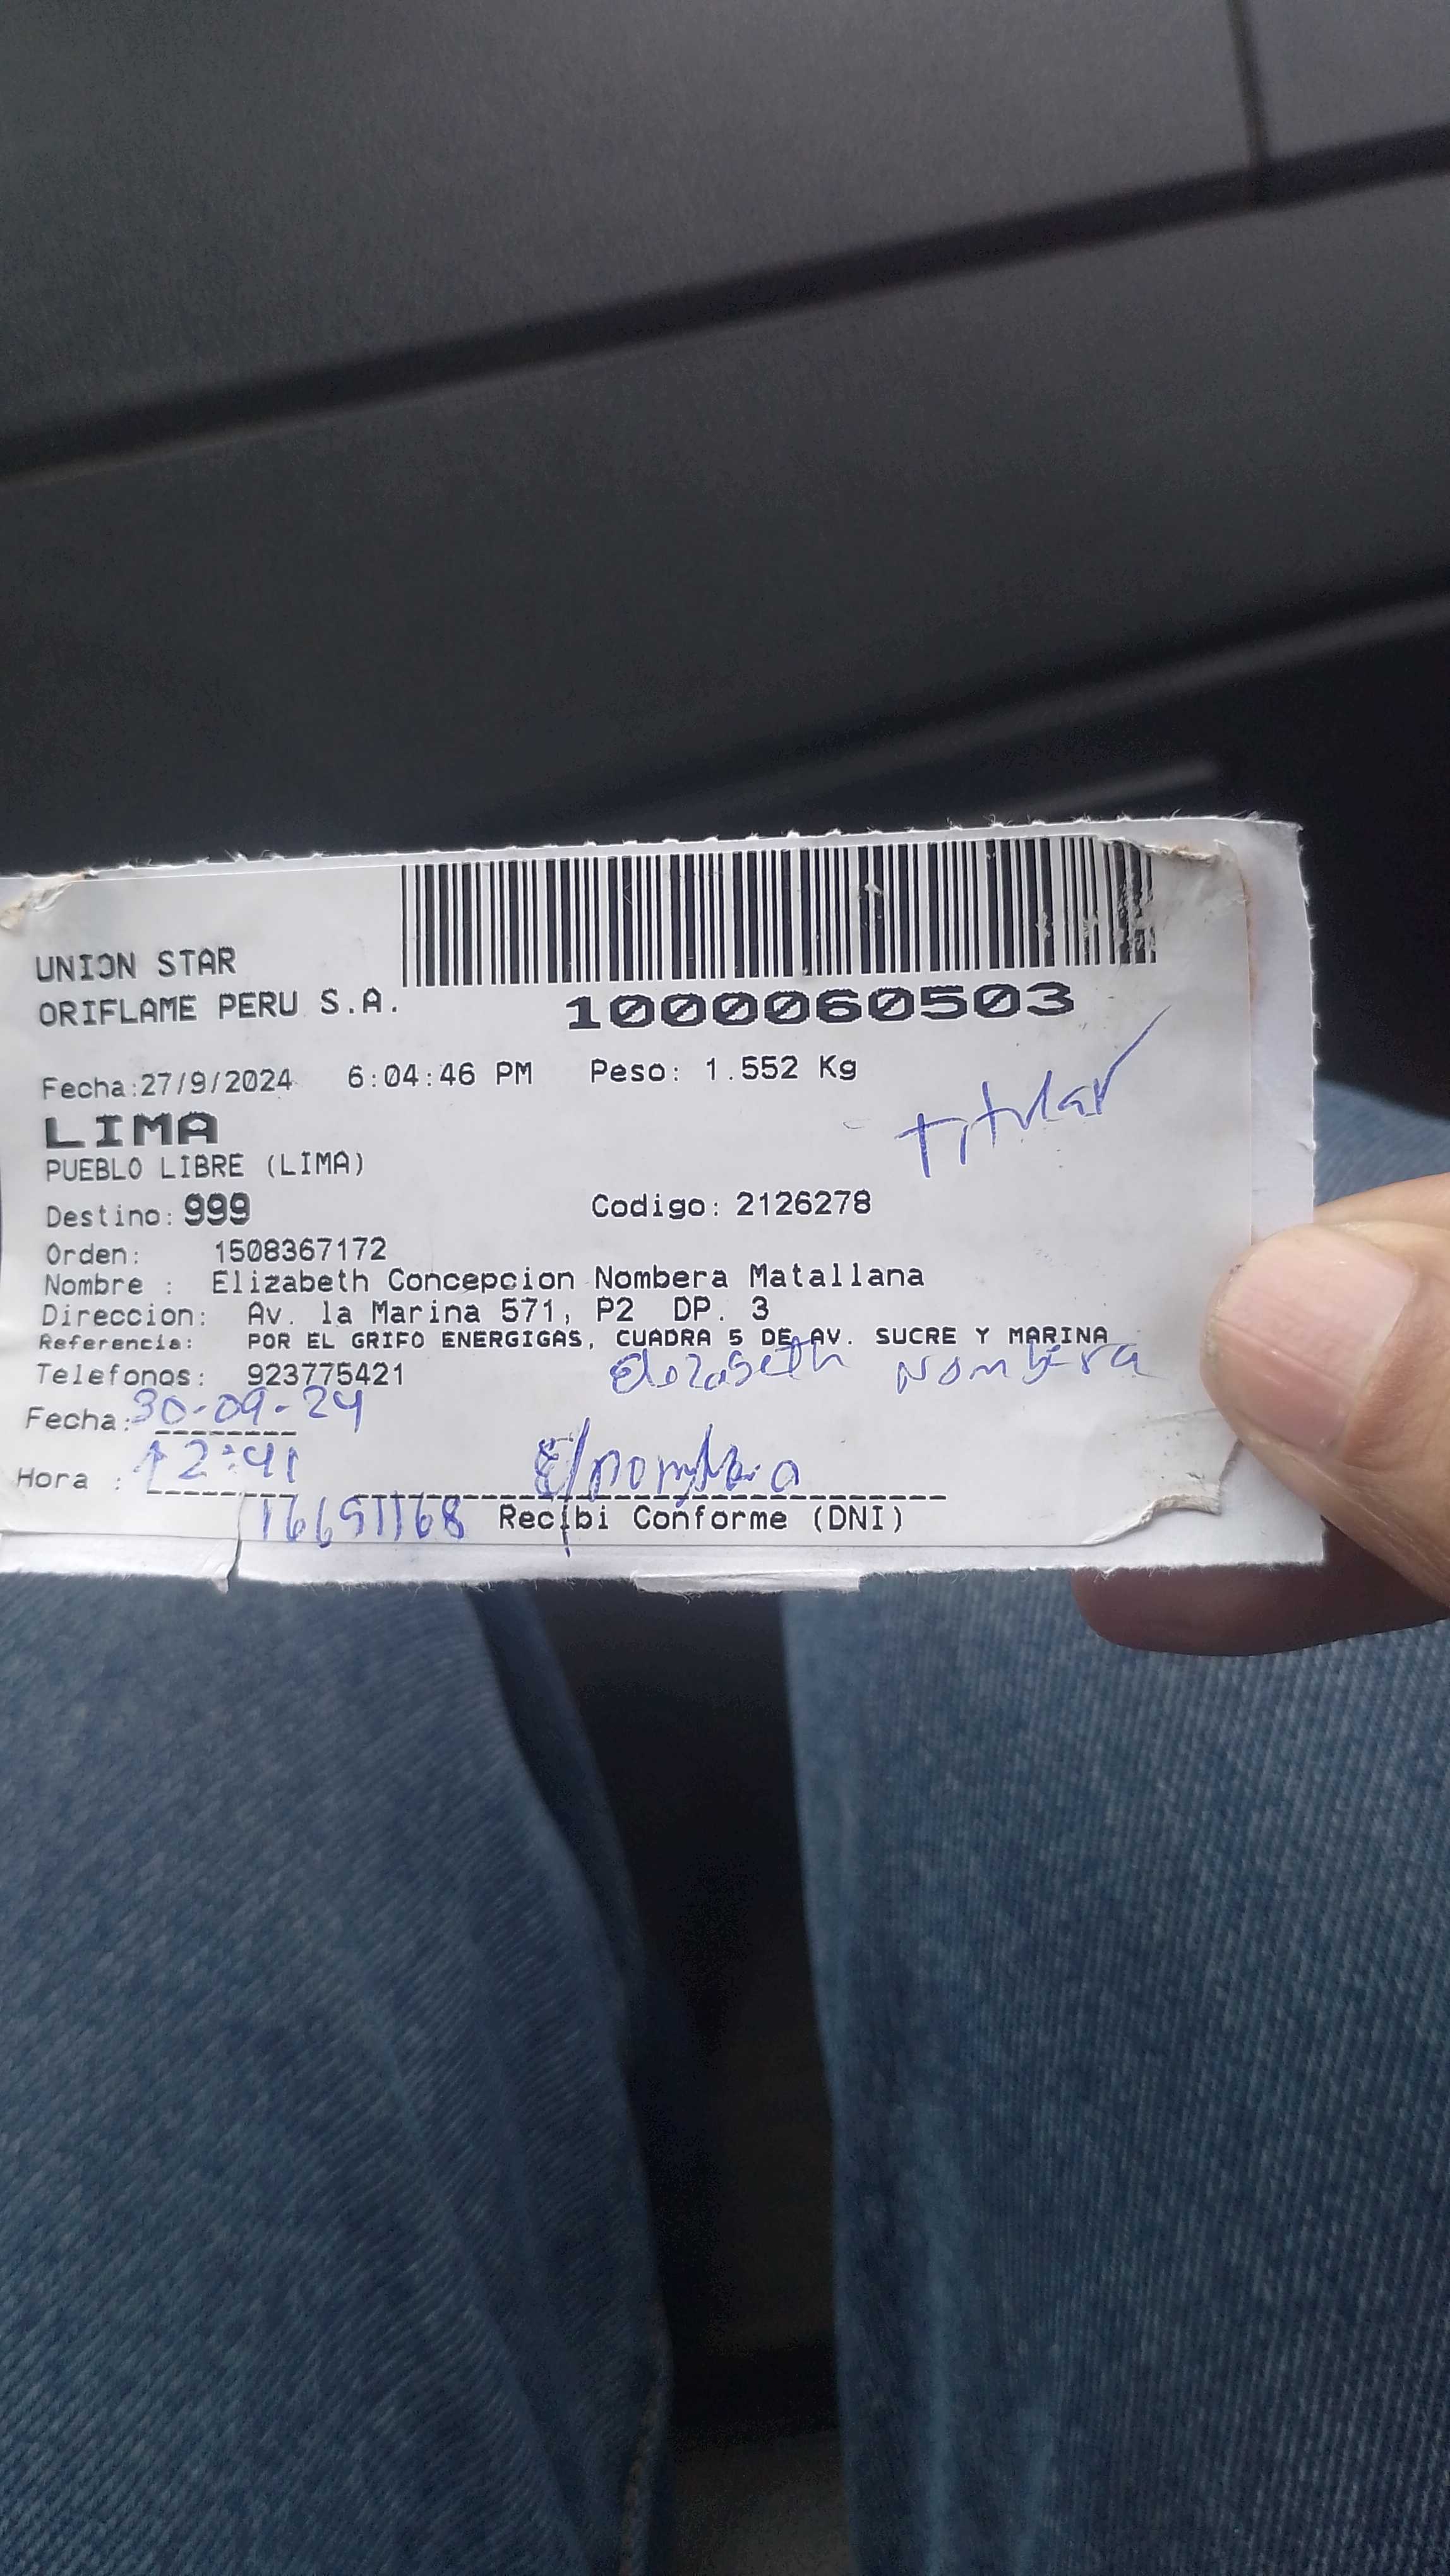 UNION STAR
ORIFLAME PERU S.A.
1000060503
Fecha:27/9/2024 6:04:46 PM Peso: 1.552 Kg
titular
LIMA
PUEBLO LIBRE (LIMA)
Destino: 999 Codigo: 2126278
Orden: 1508367172
Nombre : Elizabeth Concepcion Nombera Matallana
Direccion: Av. la Marina 571, P2 DP. 3
Referencia: POR EL GRIFO ENERGIGAS, CUADRA 5 DE AV. SUCRE Y MARINA
Telefonos: 923775421 Elizabeth Nombera
Fecha: 30-09-24
Hora : 12:41
16691168 Recibi Conforme (DNI)